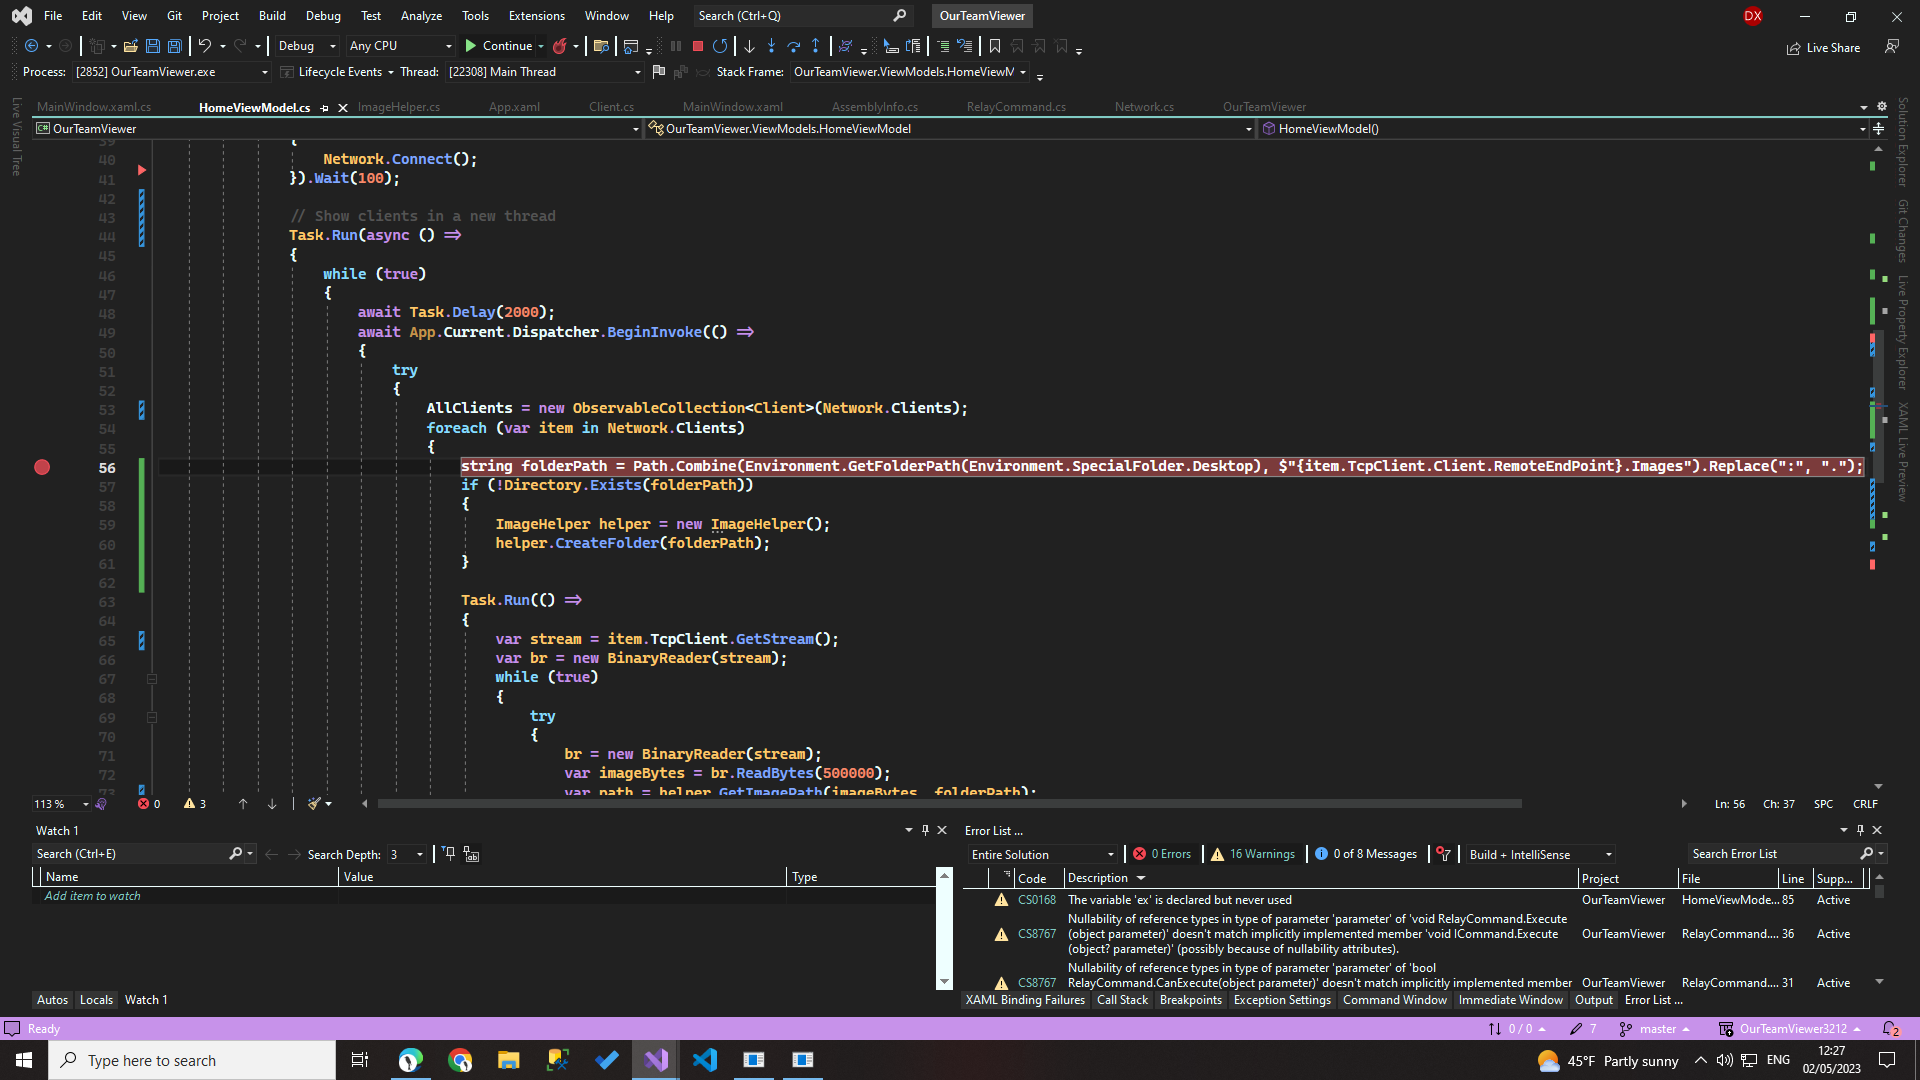 File Edit View Git Project Build Debug Test Analyze Tools Extensions Window Help Search (Ctrl+Q) OurTeamViewer DX
Debug Any CPU Continue Live Share
Process: [2852] OurTeamViewer.exe Lifecycle Events Thread: [22308] Main Thread Stack Frame: OurTeamViewer.ViewModels.HomeViewM
MainWindow.xaml.cs HomeViewModel.cs ImageHelper.cs App.xaml Client.cs MainWindow.xaml AssemblyInfo.cs RelayCommand.cs Network.cs OurTeamViewer
OurTeamViewer OurTeamViewer.ViewModels.HomeViewModel HomeViewModel()
Live Visual Tree
Solution Explorer
Git Changes
Live Property Explorer
XAML Live Preview
39 {
40 Network.Connect();
41 }).Wait(100);
42
43 // Show clients in a new thread
44 Task.Run(async () =>
45 {
46 while (true)
47 {
48 await Task.Delay(2000);
49 await App.Current.Dispatcher.BeginInvoke(() =>
50 {
51 try
52 {
53 AllClients = new ObservableCollection<Client>(Network.Clients);
54 foreach (var item in Network.Clients)
55 {
56 string folderPath = Path.Combine(Environment.GetFolderPath(Environment.SpecialFolder.Desktop), $"{item.TcpClient.Client.RemoteEndPoint}.Images").Replace(":", ".");
57 if (!Directory.Exists(folderPath))
58 {
59 ImageHelper helper = new ImageHelper();
60 helper.CreateFolder(folderPath);
61 }
62
63 Task.Run(() =>
64 {
65 var stream = item.TcpClient.GetStream();
66 var br = new BinaryReader(stream);
67 while (true)
68 {
69 try
70 {
71 br = new BinaryReader(stream);
72 var imageBytes = br.ReadBytes(500000);
73 var path = helper.GetImagePath(imageBytes, folderPath);
113 % 0 3 Ln: 56 Ch: 37 SPC CRLF
Watch 1
Search (Ctrl+E) Search Depth: 3
Name Value Type
Add item to watch
Autos Locals Watch 1
Error List ...
Entire Solution 0 Errors 16 Warnings 0 of 8 Messages Build + IntelliSense Search Error List
Code Description Project File Line Supp...
CS0168 The variable 'ex' is declared but never used OurTeamViewer HomeViewMode... 85 Active
Nullability of reference types in type of parameter 'parameter' of 'void RelayCommand.Execute
CS8767 (object parameter)' doesn't match implicitly implemented member 'void ICommand.Execute OurTeamViewer RelayCommand.... 36 Active
(object? parameter)' (possibly because of nullability attributes).
Nullability of reference types in type of parameter 'parameter' of 'bool
CS8767 RelayCommand.CanExecute(object parameter)' doesn't match implicitly implemented member OurTeamViewer RelayCommand.... 31 Active
XAML Binding Failures Call Stack Breakpoints Exception Settings Command Window Immediate Window Output Error List ...
Ready 0 / 0 7 master OurTeamViewer3212 2
Type here to search 45°F Partly sunny ENG 12:27
02/05/2023